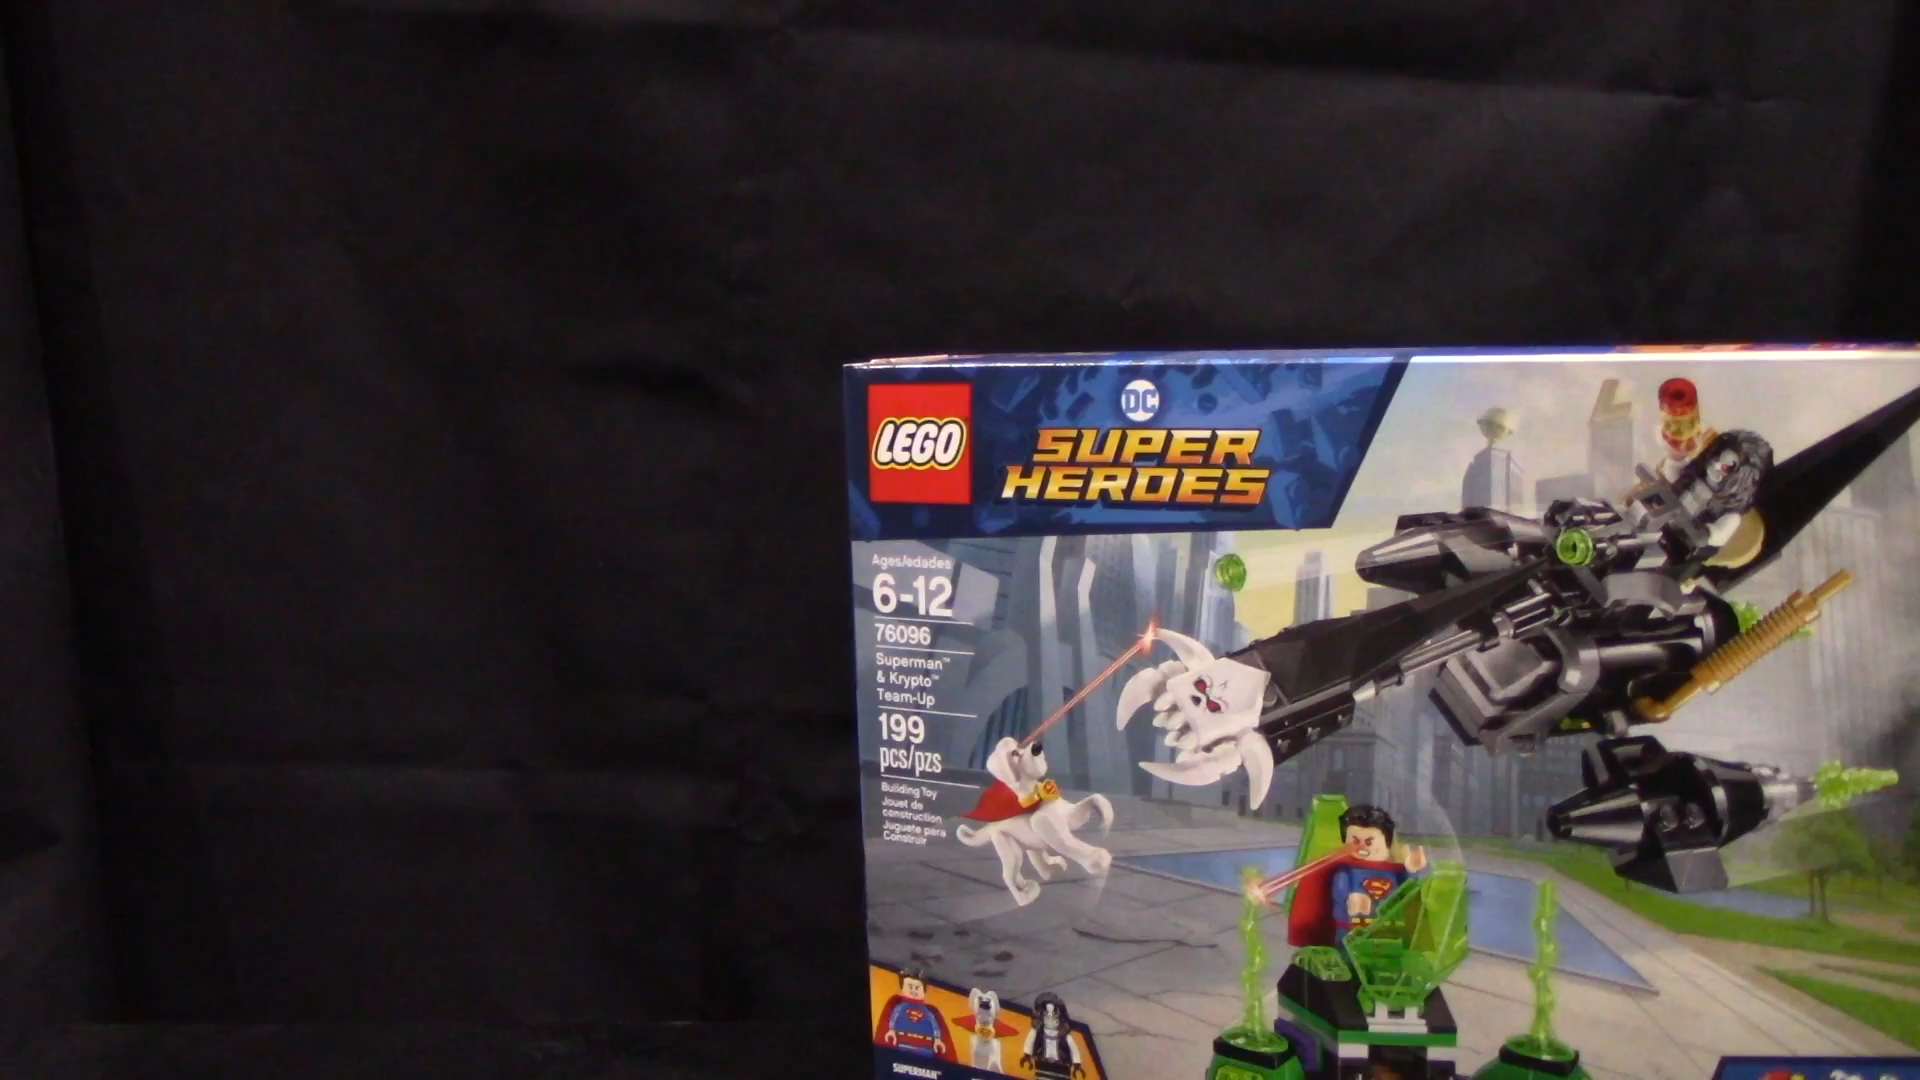 LEGO
DC
SUPER
HEROES
Ages/edades
6-12
76096
Superman™
& Krypto™
Team-Up
199
pcs/pzs
Building Toy
Jouet de
construction
Juguete para
Construir
SUPERMAN™